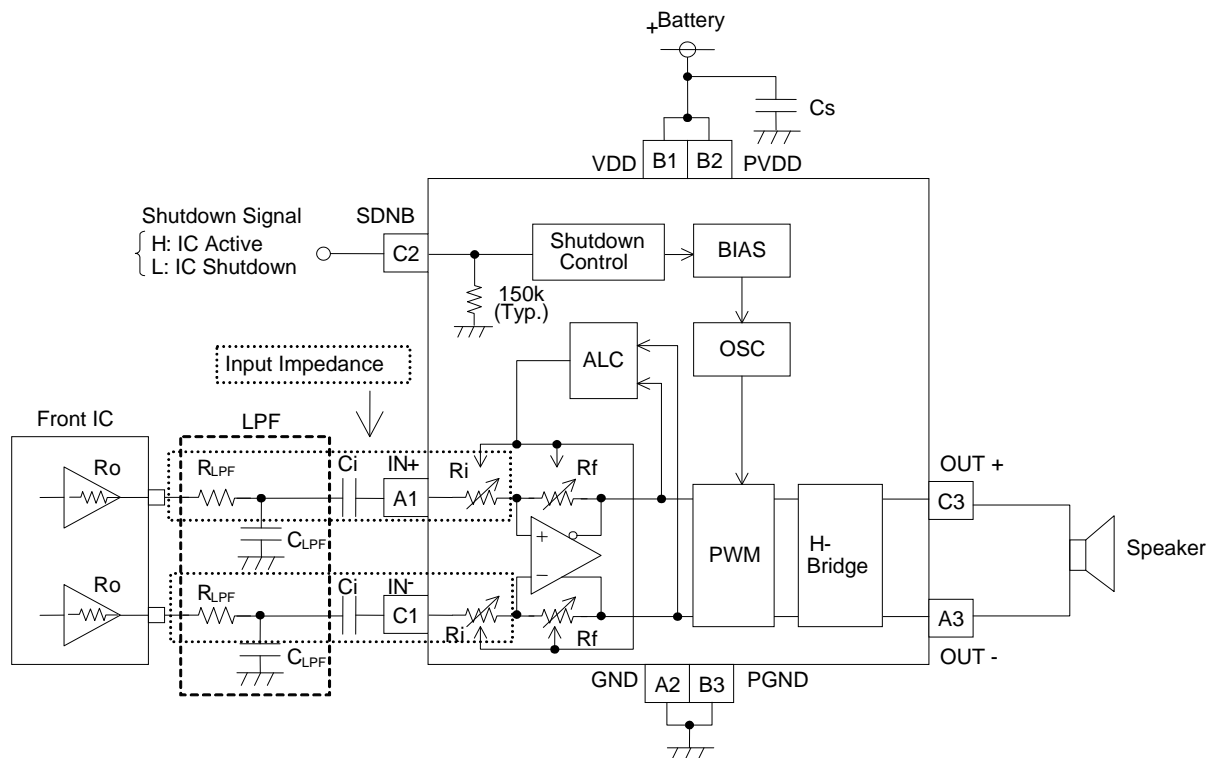 +Battery
Cs
VDD B1 B2 PVDD
Shutdown Signal
H: IC Active
L: IC Shutdown
SDNB
C2
Shutdown
Control
BIAS
150k
(Typ.)
ALC
OSC
Input Impedance
Front IC
LPF
Ro
RLPF
Ci
IN+
A1
Ri
Rf
CLPF
+
−
PWM
H-
Bridge
OUT +
C3
Speaker
Ro
RLPF
Ci
IN-
C1
Ri
Rf
CLPF
A3
OUT -
GND A2 B3 PGND